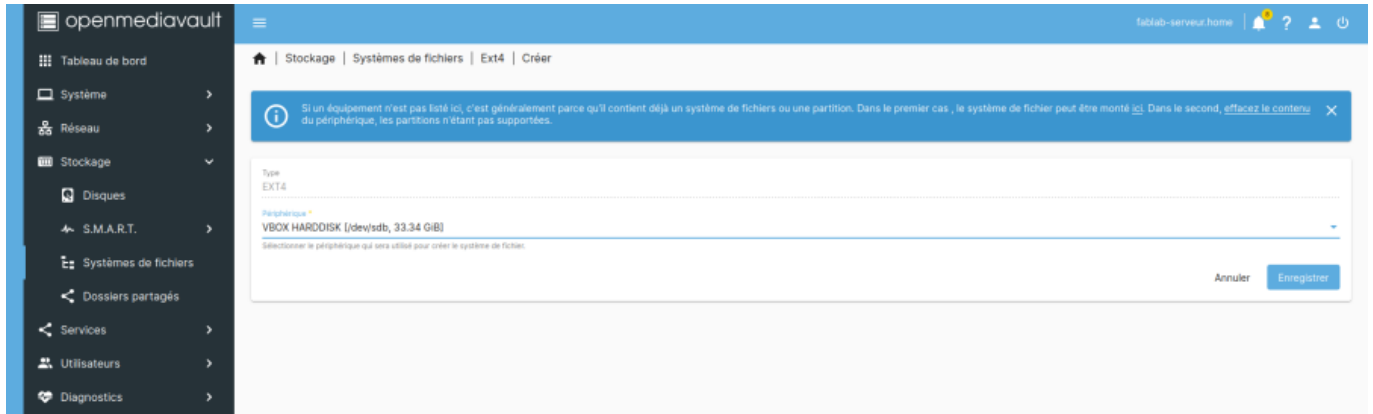 openmediavault
fablab-serveur.home
8
?
Tableau de bord
Système
Réseau
Stockage
Disques
S.M.A.R.T.
Systèmes de fichiers
Dossiers partagés
Services
Utilisateurs
Diagnostics
| Stockage | Systèmes de fichiers | Ext4 | Créer
Si un équipement n'est pas listé ici, c'est généralement parce qu'il contient déjà un système de fichiers ou une partition. Dans le premier cas , le système de fichier peut être monté ici. Dans le second, effacez le contenu
du périphérique, les partitions n'étant pas supportées.
Type
EXT4
Périphérique *
VBOX HARDDISK [/dev/sdb, 33.34 GiB]
Sélectionner le périphérique qui sera utilisé pour créer le système de fichier.
Annuler
Enregistrer